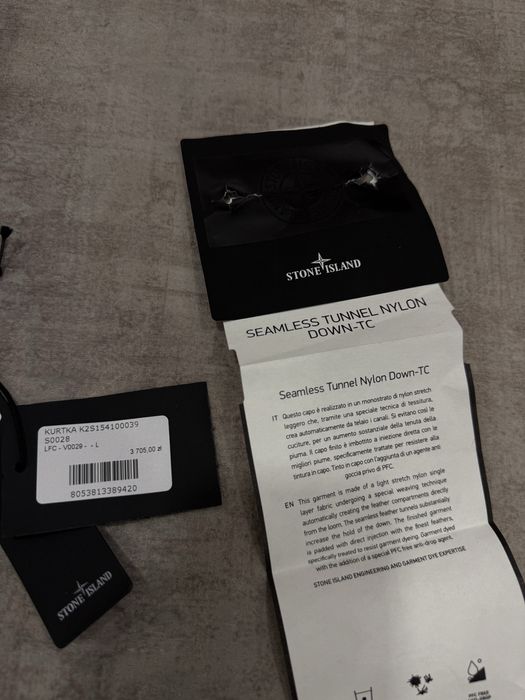 STONE ISLAND
SEAMLESS TUNNEL NYLON
DOWN-TC
Seamless Tunnel Nylon Down-TC
IT Questo capo è realizzato in un monostrato di nylon stretch
leggero che, tramite una speciale tecnica di tessitura,
crea automaticamente da telaio i canali. Si evitano così le
cuciture, per un aumento sostanziale della tenuta della
piuma. Il capo finito è imbottito a iniezione diretta con le
migliori piume, specificatamente trattate per resistere alla
tintura in capo. Tinto in capo con l'aggiunta di un agente anti
goccia privo di PFC.
EN This garment is made of a light stretch nylon single
layer fabric undergoing a special weaving technique
automatically creating the feather compartments directly
from the loom. The seamless feather tunnels substantially
increase the hold of the down. The finished garment
is padded with direct injection with the finest feathers,
specifically treated to resist garment dyeing. Garment dyed
with the addition of a special PFC free anti-drop agent.
STONE ISLAND ENGINEERING AND GARMENT DYE EXPERTISE
KURTKA K2S154100039
S0028
LFC - V0029 - - L
3 705,00 zł
8053813389420
STONE ISLAND
PFC FREE